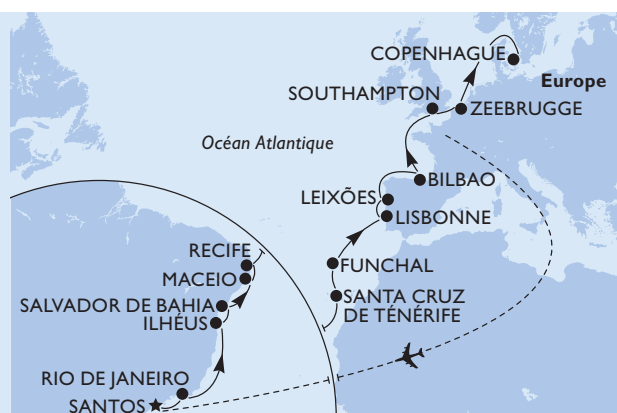 COPENHAGUE
Europe
SOUTHAMPTON
ZEEBRUGGE
Océan Atlantique
BILBAO
LEIXÕES
LISBONNE
RECIFE
FUNCHAL
MACEIO
SANTA CRUZ
DE TÉNÉRIFE
SALVADOR DE BAHIA
ILHÉUS
RIO DE JANEIRO
SANTOS